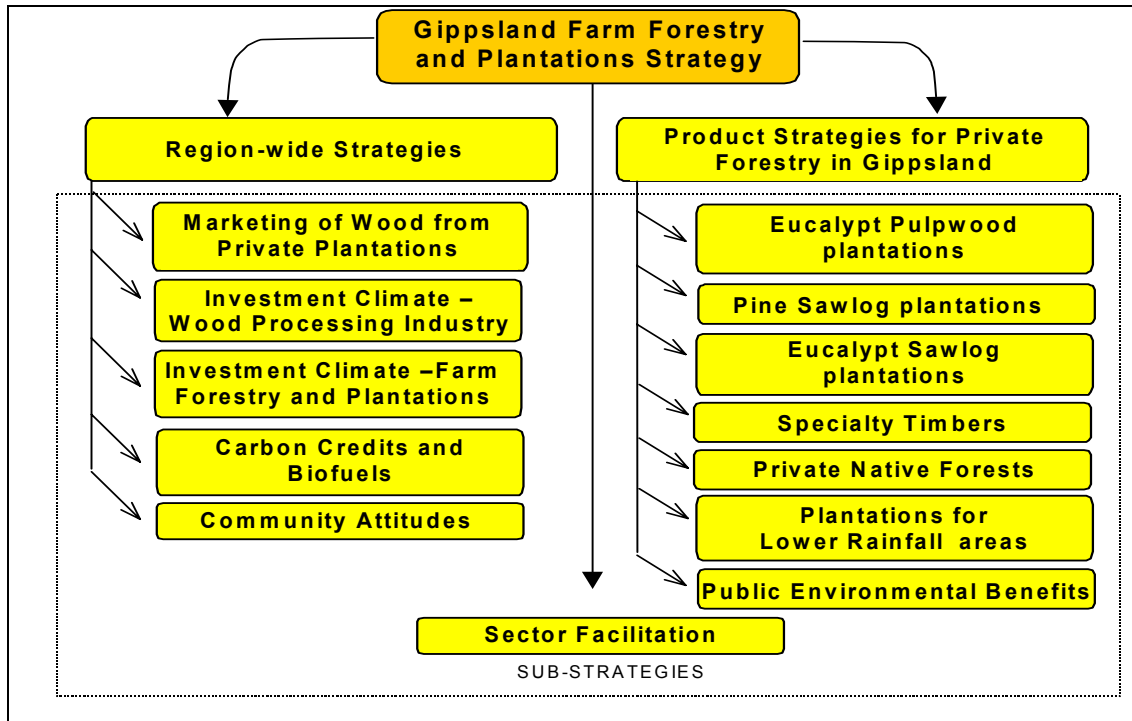 Gippsland Farm Forestry
and Plantations Strategy
Region-wide Strategies
Marketing of Wood from
Private Plantations
Investment Climate –
Wood Processing Industry
Investment Climate –Farm
Forestry and Plantations
Carbon Credits and
Biofuels
Community Attitudes
Product Strategies for Private
Forestry in Gippsland
Eucalypt Pulpwood
plantations
Pine Sawlog plantations
Eucalypt Sawlog
plantations
Specialty Timbers
Private Native Forests
Plantations for
Lower Rainfall areas
Public Environmental Benefits
Sector Facilitation
SUB-STRATEGIES